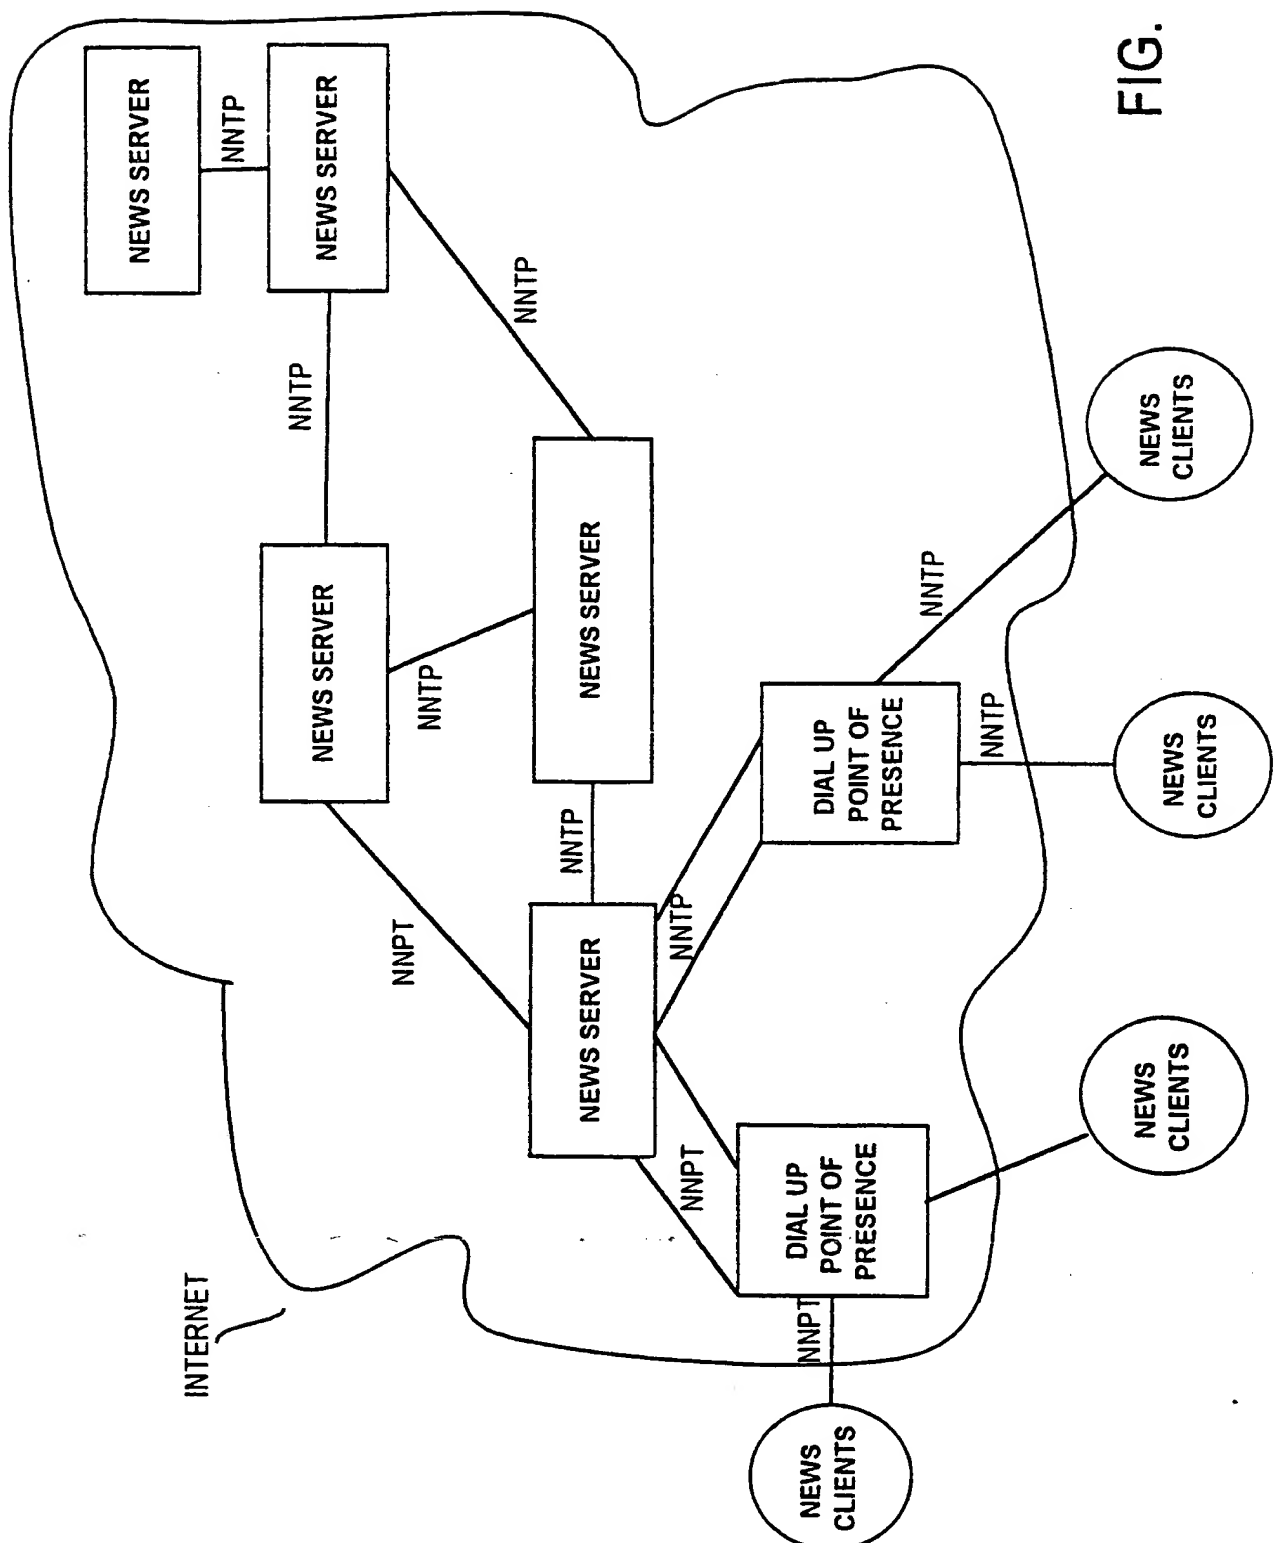 NEWS SERVER
INTERNET
NNTP
NNTP
NEWS SERVER
NEWS SERVER
NNPT
NNTP
NNTP
NNTP
NEWS SERVER
NEWS SERVER
NNPT
NNTP
NEWS
CLIENTS
NNPT
DIAL UP
POINT OF
PRESENCE
DIAL UP
POINT OF
PRESENCE
NNTP
NNTP
NEWS
CLIENTS
NEWS
CLIENTS
NEWS
CLIENTS
FIG.